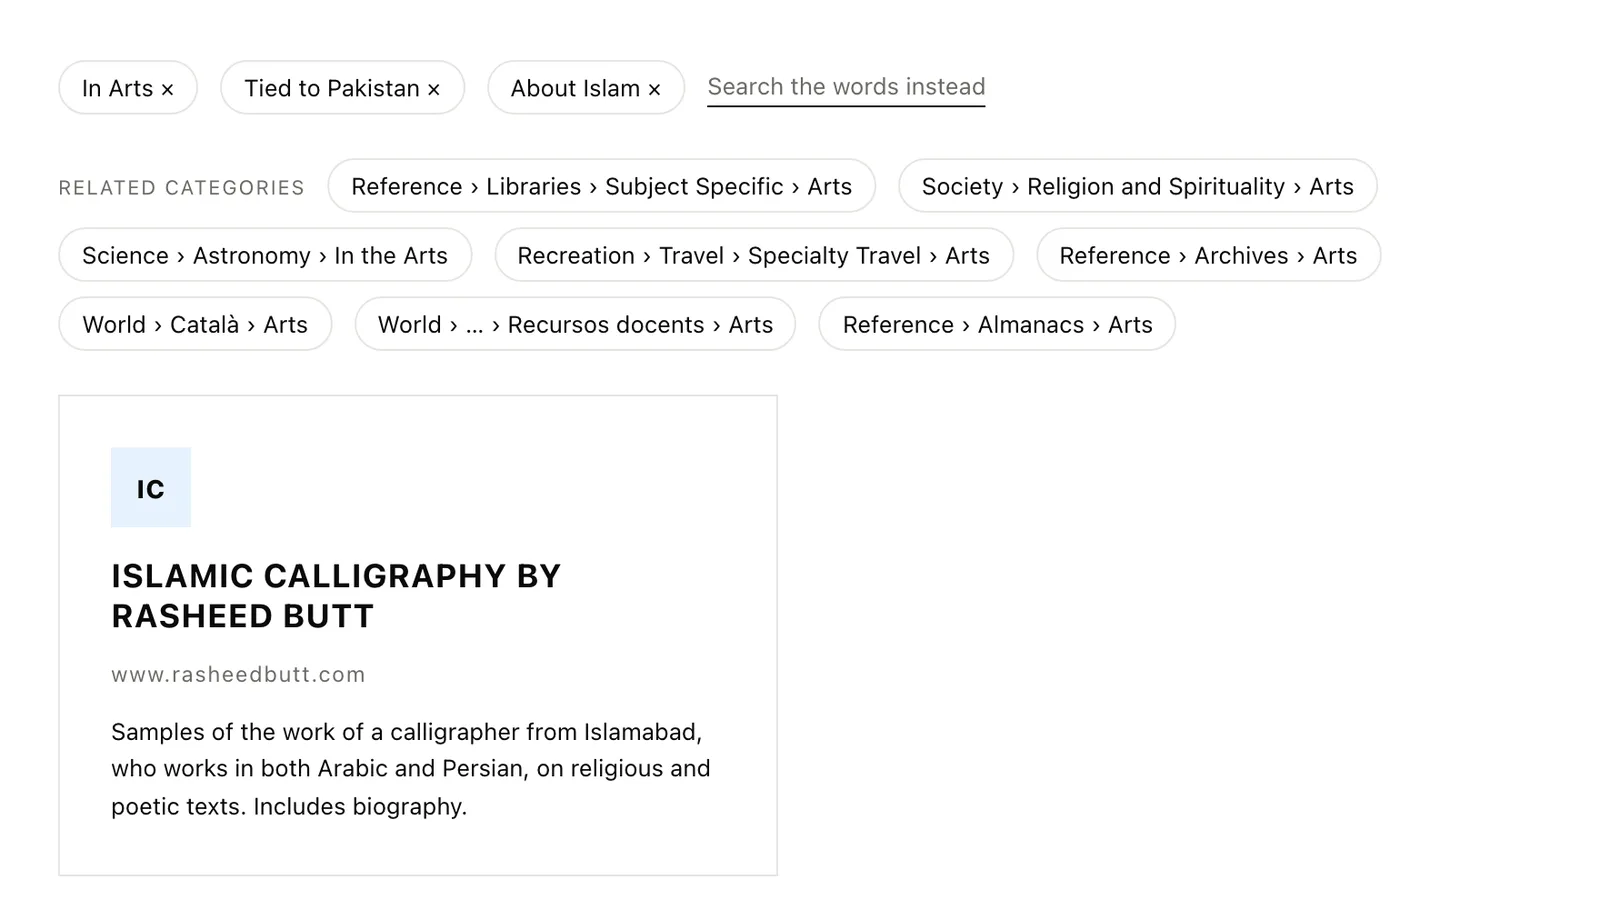 In Arts × Tied to Pakistan × About Islam × Search the words instead
RELATED CATEGORIES Reference › Libraries › Subject Specific › Arts Society › Religion and Spirituality › Arts
Science › Astronomy › In the Arts Recreation › Travel › Specialty Travel › Arts Reference › Archives › Arts
World › Català › Arts World › ... › Recursos docents › Arts Reference › Almanacs › Arts
IC
ISLAMIC CALLIGRAPHY BY
RASHEED BUTT
www.rasheedbutt.com
Samples of the work of a calligrapher from Islamabad,
who works in both Arabic and Persian, on religious and
poetic texts. Includes biography.